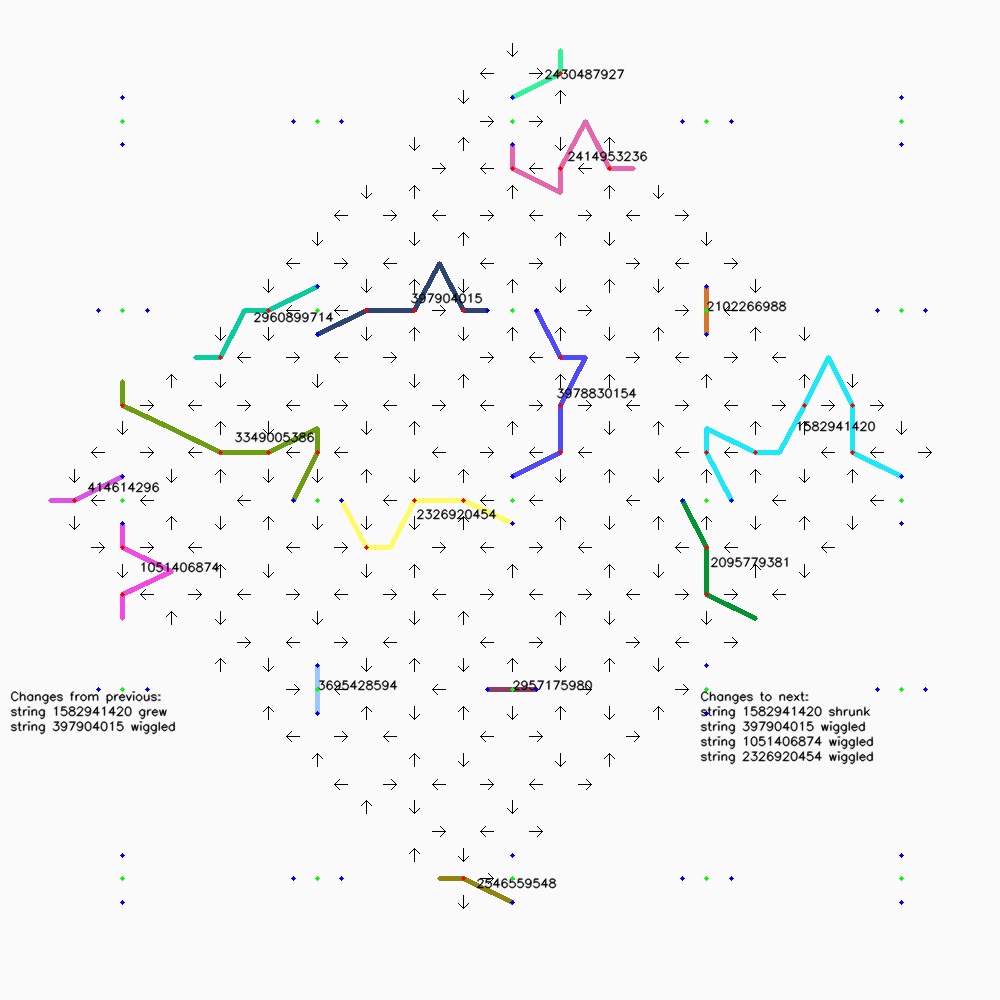 2430487927
2414953236
397904015
2102266988
2960899714
3978830154
1582941420
3349005386
414614296
2326920454
2095779381
1051406874
3695428594
2957175980
Changes from previous:
string 1582941420 grew
string 397904015 wiggled
Changes to next:
string 1582941420 shrunk
string 397904015 wiggled
string 1051406874 wiggled
string 2326920454 wiggled
2546559548